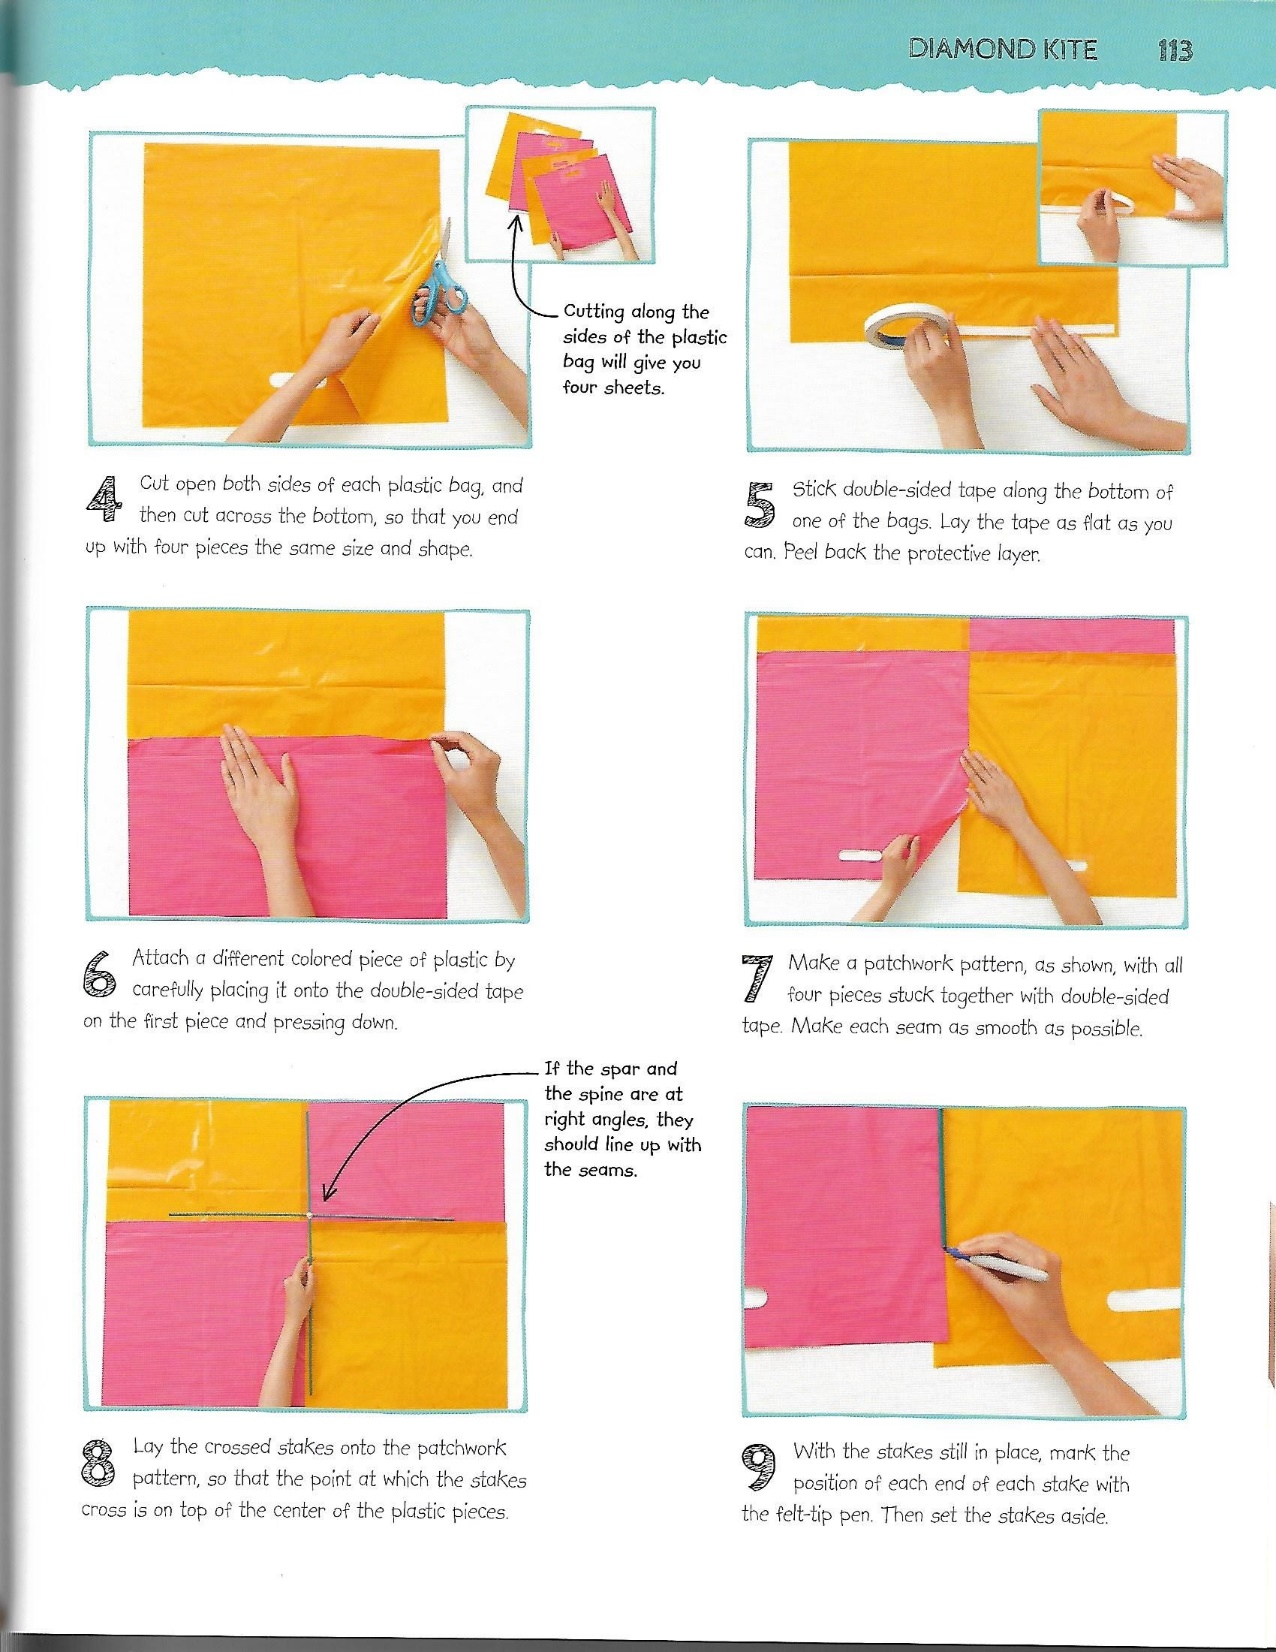 DIAMOND KITE 113
Cutting along the
sides of the plastic
bag will give you
four sheets.
4 Cut open both sides of each plastic bag, and
then cut across the bottom, so that you end
up with four pieces the same size and shape.
5 Stick double-sided tape along the bottom of
one of the bags. Lay the tape as flat as you
can. Peel back the protective layer.
6 Attach a different colored piece of plastic by
carefully placing it onto the double-sided tape
on the first piece and pressing down.
7 Make a patchwork pattern, as shown, with all
four pieces stuck together with double-sided
tape. Make each seam as smooth as possible.
If the spar and
the spine are at
right angles, they
should line up with
the seams.
8 Lay the crossed stakes onto the patchwork
pattern, so that the point at which the stakes
cross is on top of the center of the plastic pieces.
9 With the stakes still in place, mark the
position of each end of each stake with
the felt-tip pen. Then set the stakes aside.